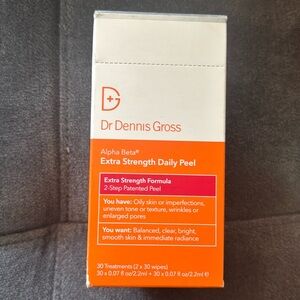 Dr Dennis Gross
Alpha Beta®
Extra Strength Daily Peel
Extra Strength Formula
2-Step Patented Peel
You have: Oily skin or imperfections,
uneven tone or texture, wrinkles or
enlarged pores
You want: Balanced, clear, bright,
smooth skin & immediate radiance
30 Treatments (2 x 30 wipes)
30 x 0.07 fl oz/2.2ml + 30 x 0.07 fl oz/2.2ml ℮